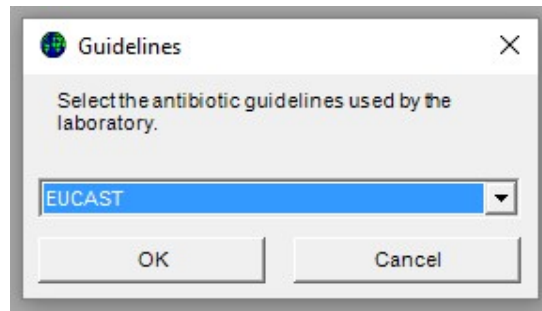 Guidelines
Select the antibiotic guidelines used by the
laboratory.
EUCAST
OK
Cancel